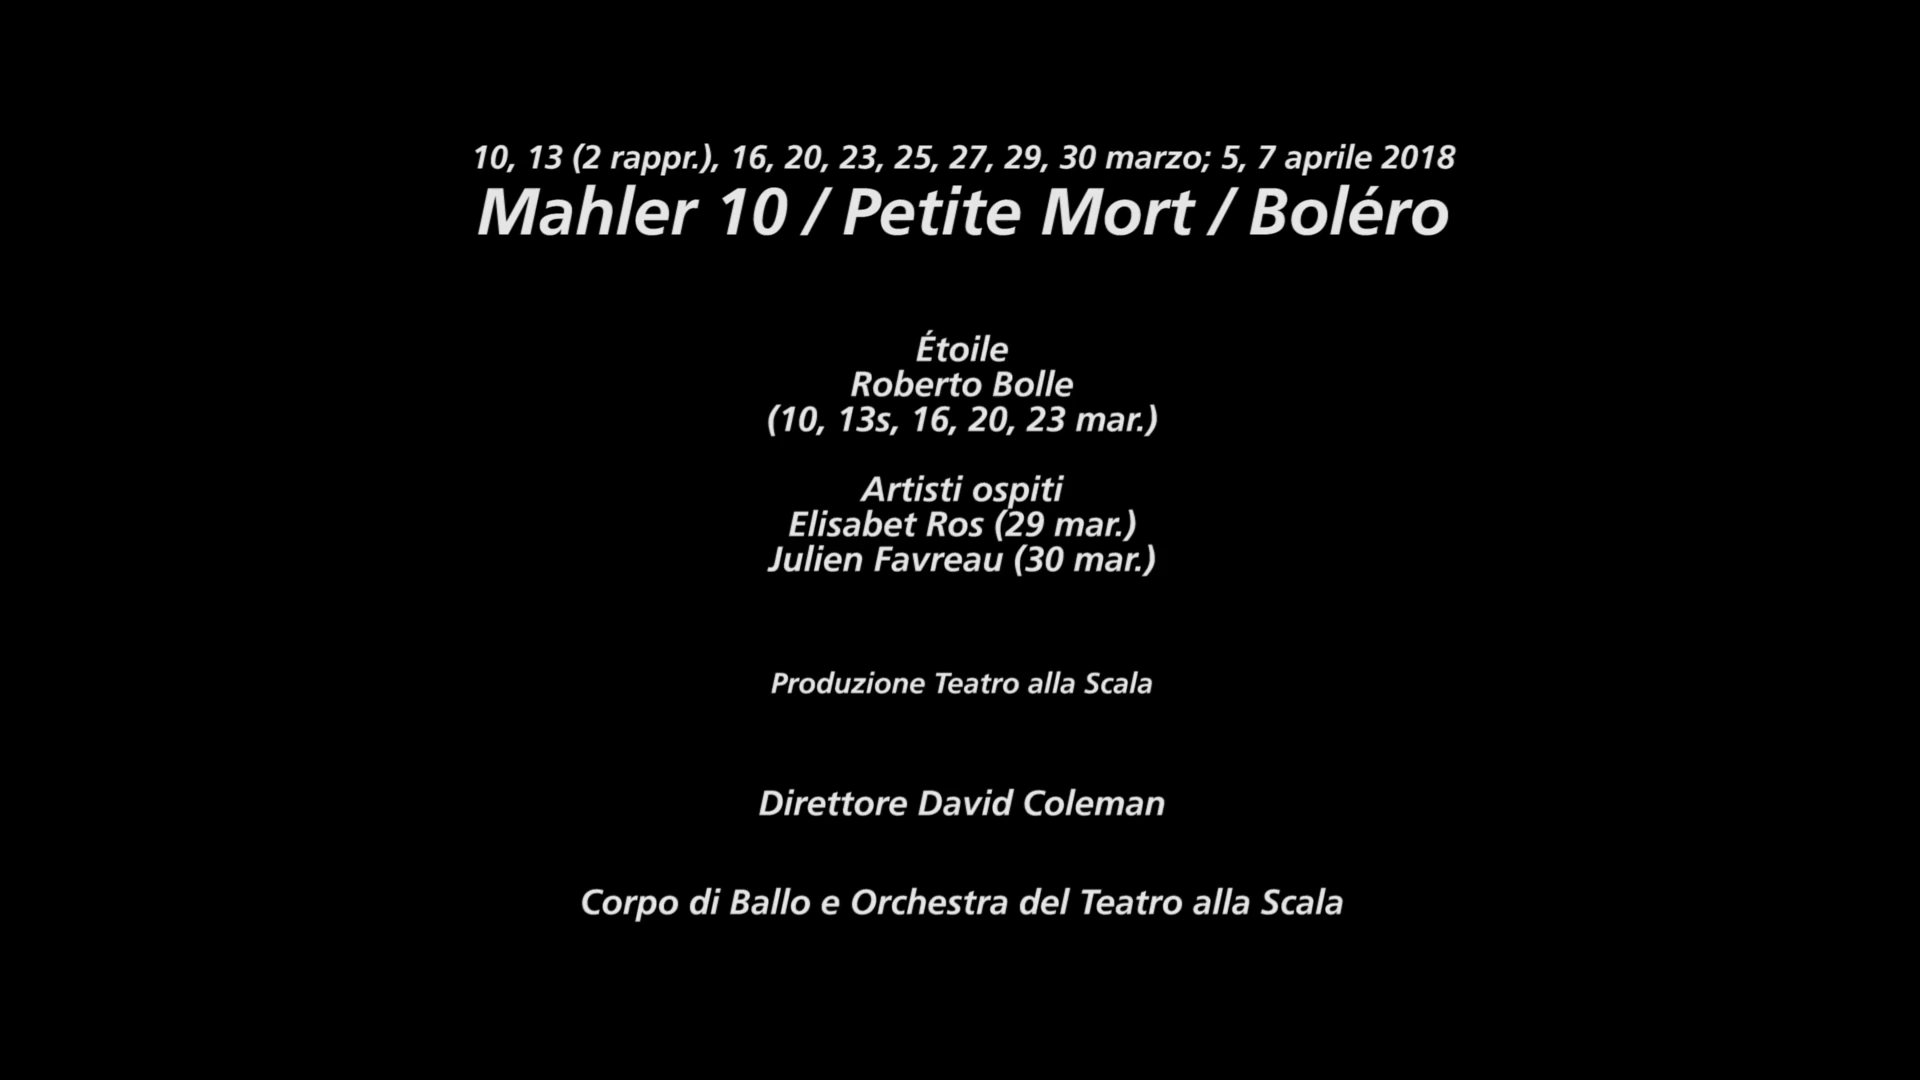 10, 13 (2 rappr.), 16, 20, 23, 25, 27, 29, 30 marzo; 5, 7 aprile 2018
Mahler 10 / Petite Mort / Boléro
Étoile
Roberto Bolle
(10, 13s, 16, 20, 23 mar.)
Artisti ospiti
Elisabet Ros (29 mar.)
Julien Favreau (30 mar.)
Produzione Teatro alla Scala
Direttore David Coleman
Corpo di Ballo e Orchestra del Teatro alla Scala